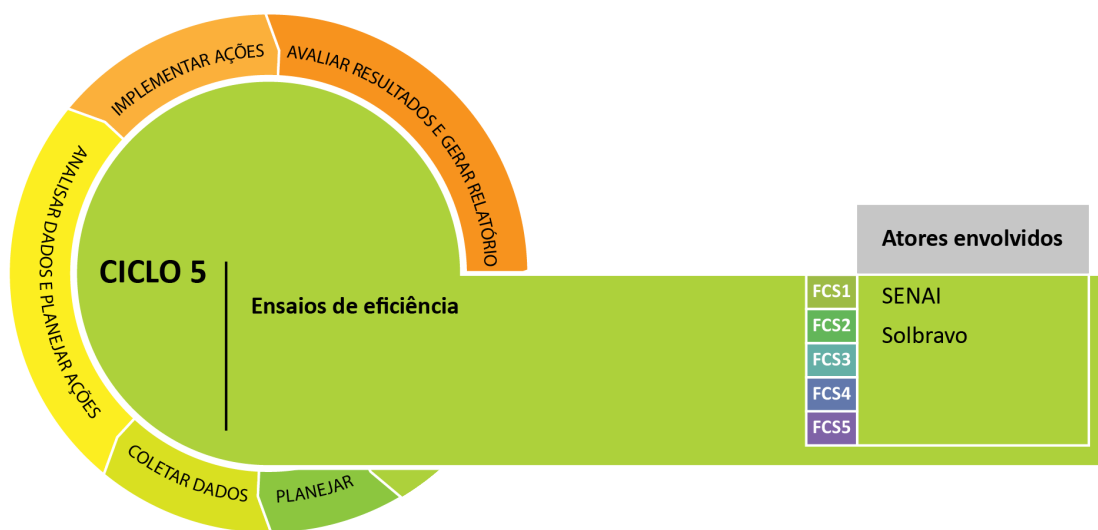 IMPLEMENTAR AÇÕES
AVALIAR RESULTADOS E GERAR RELATÓRIO
ANALISAR DADOS E PLANEJAR AÇÕES
COLETAR DADOS
PLANEJAR
CICLO 5
Ensaios de eficiência
Atores envolvidos
FCS1
FCS2
FCS3
FCS4
FCS5
SENAI
Solbravo